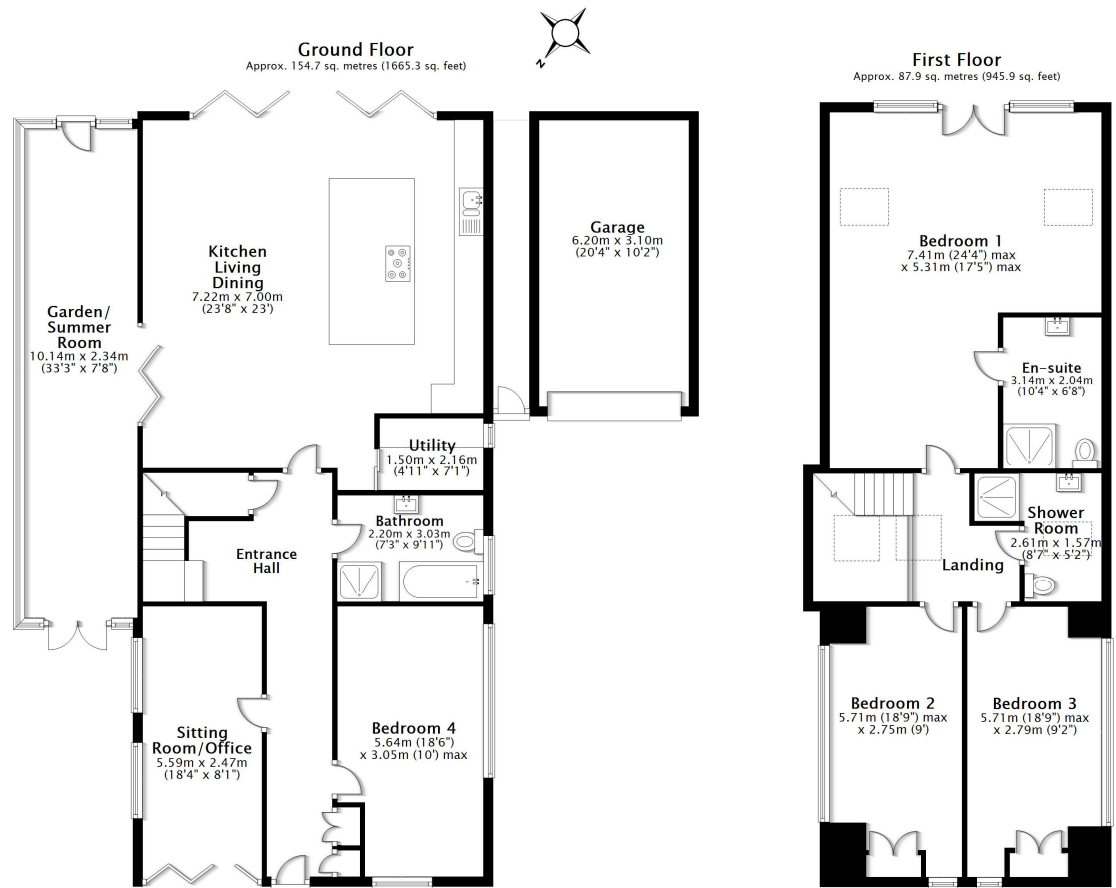 Ground Floor
Approx. 154.7 sq. metres (1665.3 sq. feet)
N
Kitchen
Living
Dining
7.22m x 7.00m
(23'8" x 23')
Garden/
Summer
Room
10.14m x 2.34m
(33'3" x 7'8")
Garage
6.20m x 3.10m
(20'4" x 10'2")
Utility
1.50m x 2.16m
(4'11" x 7'1")
Bathroom
2.20m x 3.03m
(7'3" x 9'11")
Entrance
Hall
Sitting
Room/Office
5.59m x 2.47m
(18'4" x 8'1")
Bedroom 4
5.64m (18'6")
x 3.05m (10') max
First Floor
Approx. 87.9 sq. metres (945.9 sq. feet)
Bedroom 1
7.41m (24'4") max
x 5.31m (17'5") max
En-suite
3.14m x 2.04m
(10'4" x 6'8")
Shower
Room
2.61m x 1.57m
(8'7" x 5'2")
Landing
Bedroom 2
5.71m (18'9") max
x 2.75m (9')
Bedroom 3
5.71m (18'9") max
x 2.79m (9'2")